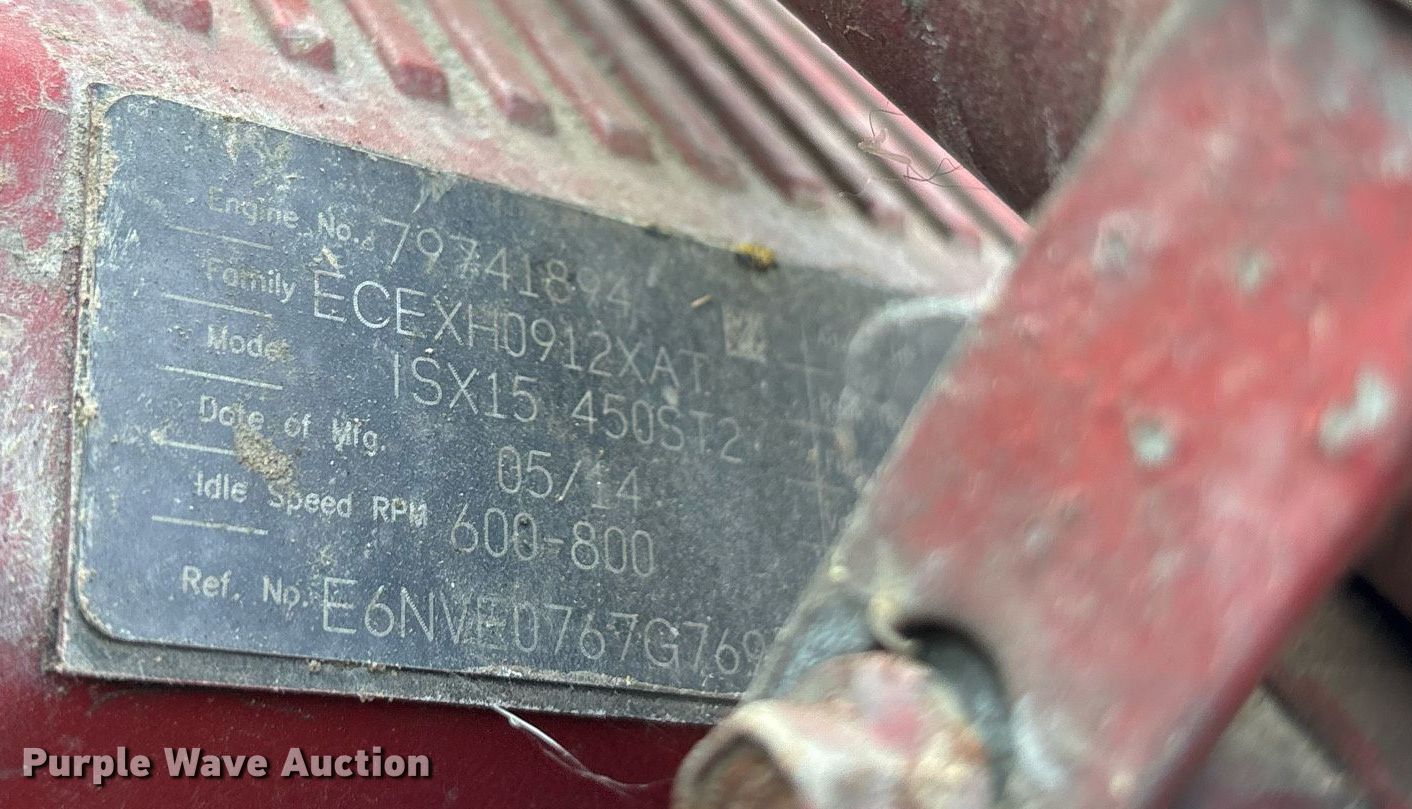 Engine No. 79741894
Family ECEXH0912XAT
Model ISX15 450ST2
Date of Mfg. 05/14
Idle Speed RPM 600-800
Ref. No. E6NVE0767G769
Purple Wave Auction